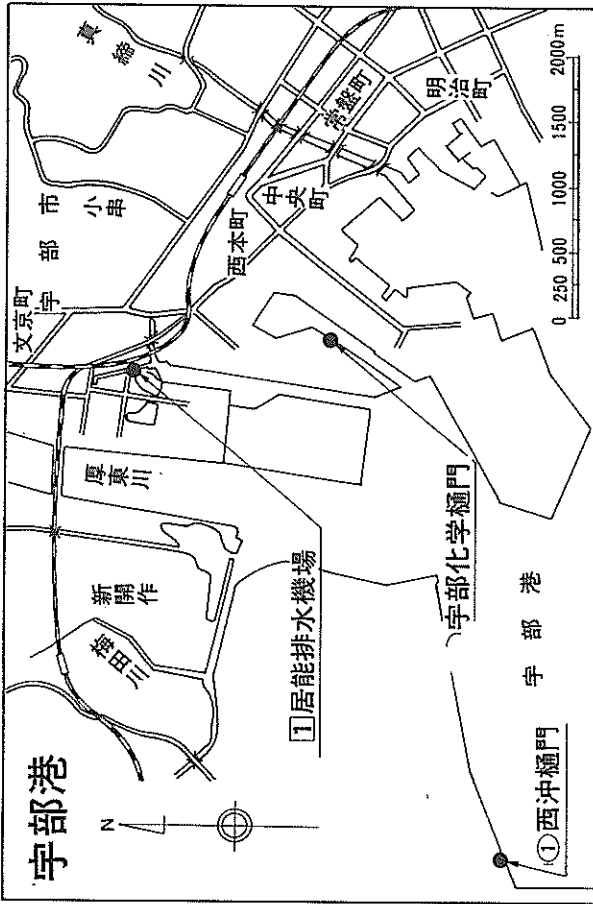 宇部港
N
真締川
宇部市
小串
文京町
西本町
中央町
常盤町
明治町
厚東川
新開作
梅田川
1 居能排水機場
宇部化学樋門
① 西沖樋門
宇部港
0 250 500 1000 1500 2000m